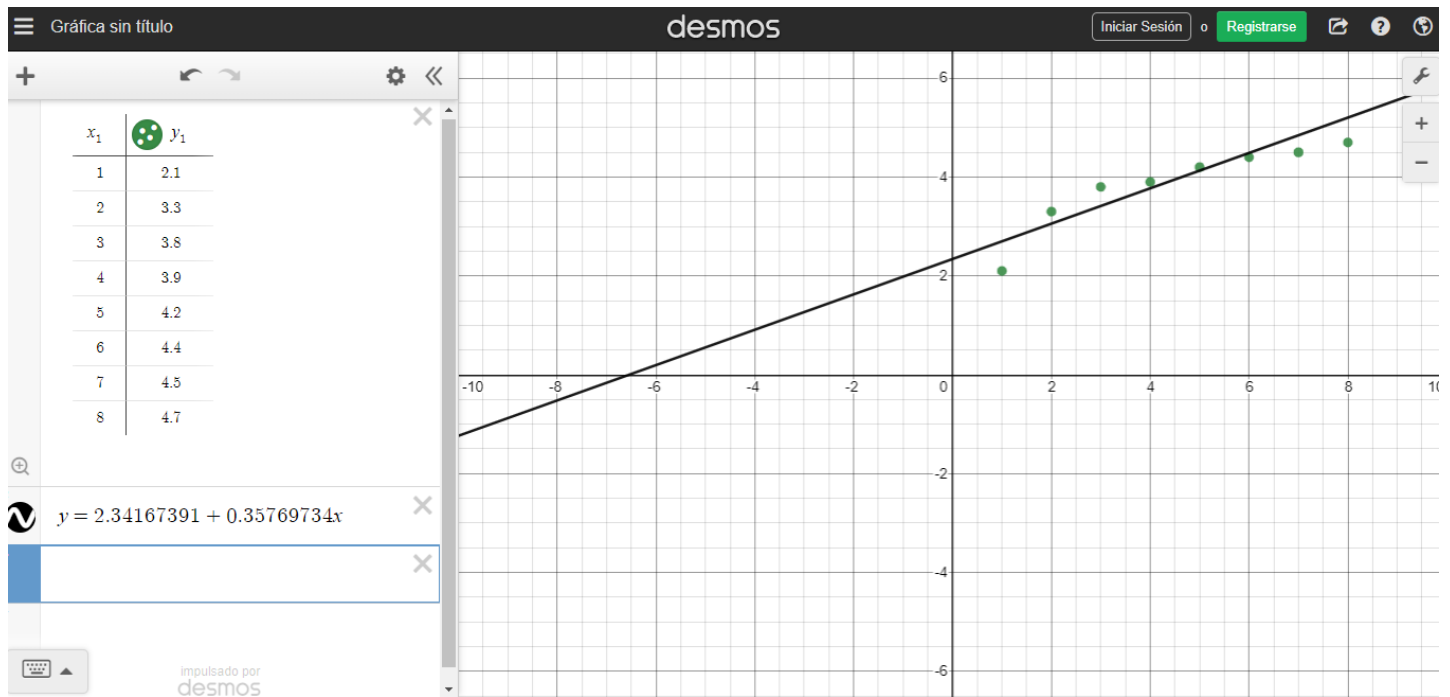 Gráfica sin título
desmos
Iniciar Sesión o Registrarse
x₁ y₁
1 2.1
2 3.3
3 3.8
4 3.9
5 4.2
6 4.4
7 4.5
8 4.7
y = 2.34167391 + 0.35769734x
impulsado por
desmos
6
4
2
-10 -8 -6 -4 -2 0 2 4 6 8 10
-2
-4
-6